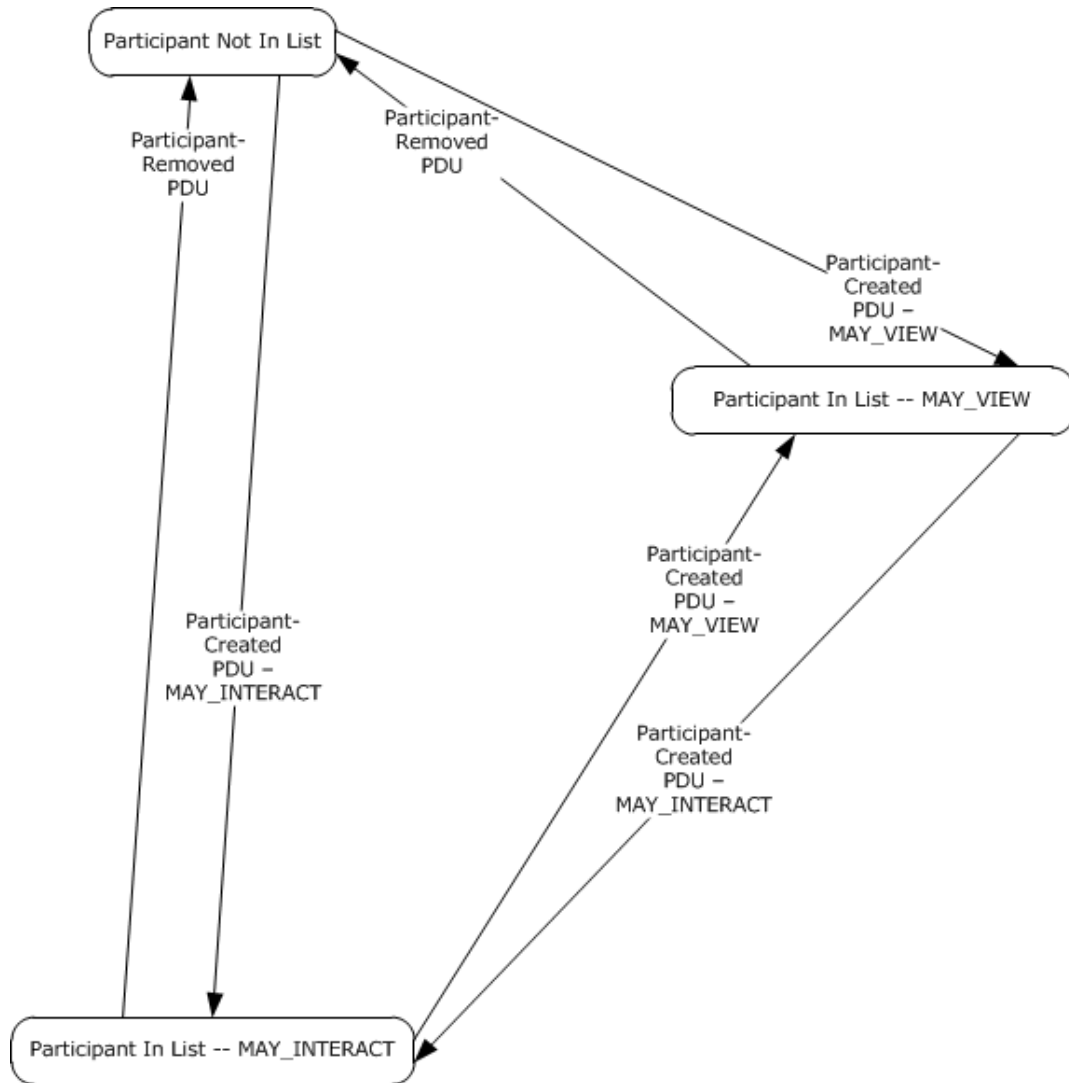 Participant Not In List
Participant-
Removed
PDU
Participant-
Removed
PDU
Participant-
Created
PDU –
MAY_VIEW
Participant In List -- MAY_VIEW
Participant-
Created
PDU –
MAY_VIEW
Participant-
Created
PDU –
MAY_INTERACT
Participant-
Created
PDU –
MAY_INTERACT
Participant In List -- MAY_INTERACT